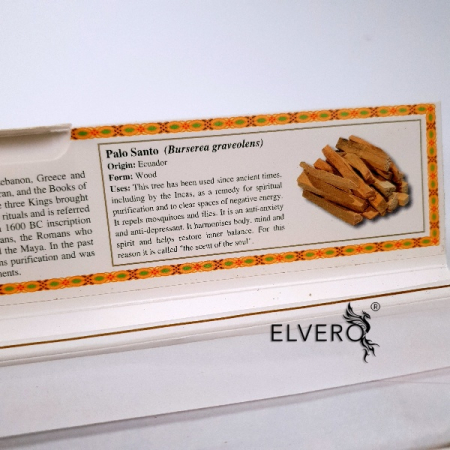 ebanon, Greece and
an, and the Books of
three Kings brought
rituals and is referred
1600 BC inscription
ans, the Romans who
the Maya. In the past
ns purification and was
ents.
Palo Santo (Burserea graveolens)
Origin: Ecuador
Form: Wood
Uses: This tree has been used since ancient times,
including by the Incas, as a remedy for spiritual
purification and to clear spaces of negative energy.
It repels mosquitoes and flies. It is an anti-anxiety
and anti-depressant. It harmonises body, mind and
spirit and helps restore inner balance. For this
reason it is called "the scent of the soul"
ELVERO®